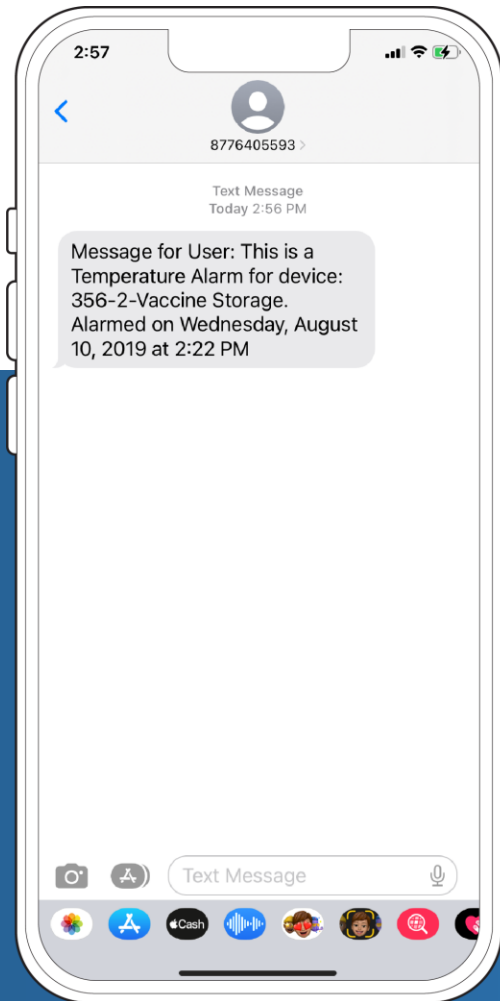 2:57
8776405593
Text Message
Today 2:56 PM
Message for User: This is a
Temperature Alarm for device:
356-2-Vaccine Storage.
Alarmed on Wednesday, August
10, 2019 at 2:22 PM
Text Message
Cash